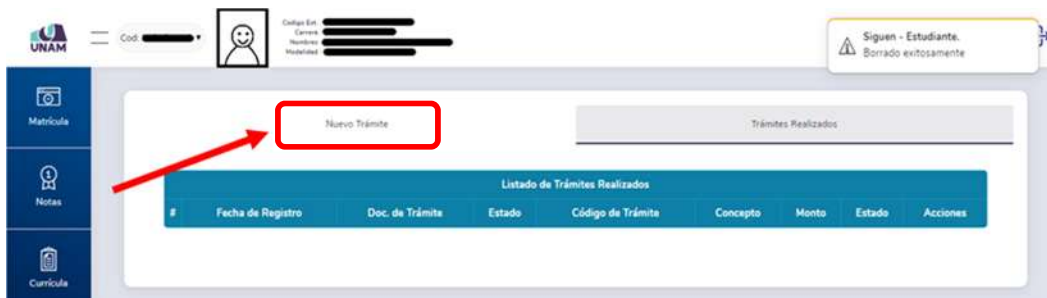 UNAM
Cod:
Codigo Est.
Carrera
Nombres
Modalidad
Siguen - Estudiante.
Borrado exitosamente
Matrícula
Notas
Currícula
Nuevo Trámite
Trámites Realizados
Listado de Trámites Realizados
# Fecha de Registro Doc. de Trámite Estado Código de Trámite Concepto Monto Estado Acciones